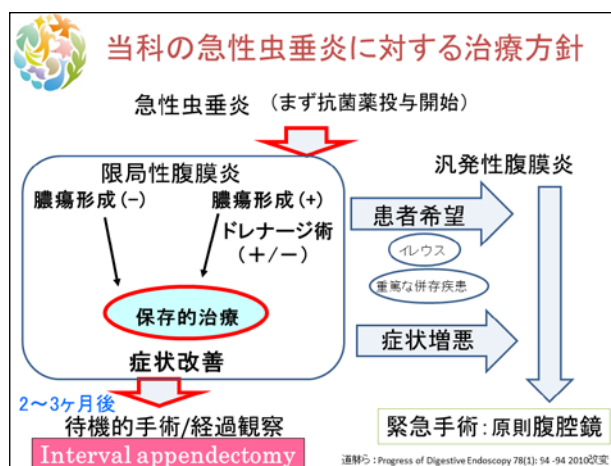 当科の急性虫垂炎に対する治療方針
急性虫垂炎 （まず抗菌薬投与開始）
限局性腹膜炎
膿瘍形成(－) 膿瘍形成(＋)
ドレナージ術
(＋/－)
保存的治療
症状改善
汎発性腹膜炎
患者希望
イレウス
重篤な併存疾患
症状増悪
2～3ヶ月後
待機的手術/経過観察
Interval appendectomy
緊急手術：原則腹腔鏡
道躰ら：Progress of Digestive Endoscopy 78(1): 94 -94 2010改変